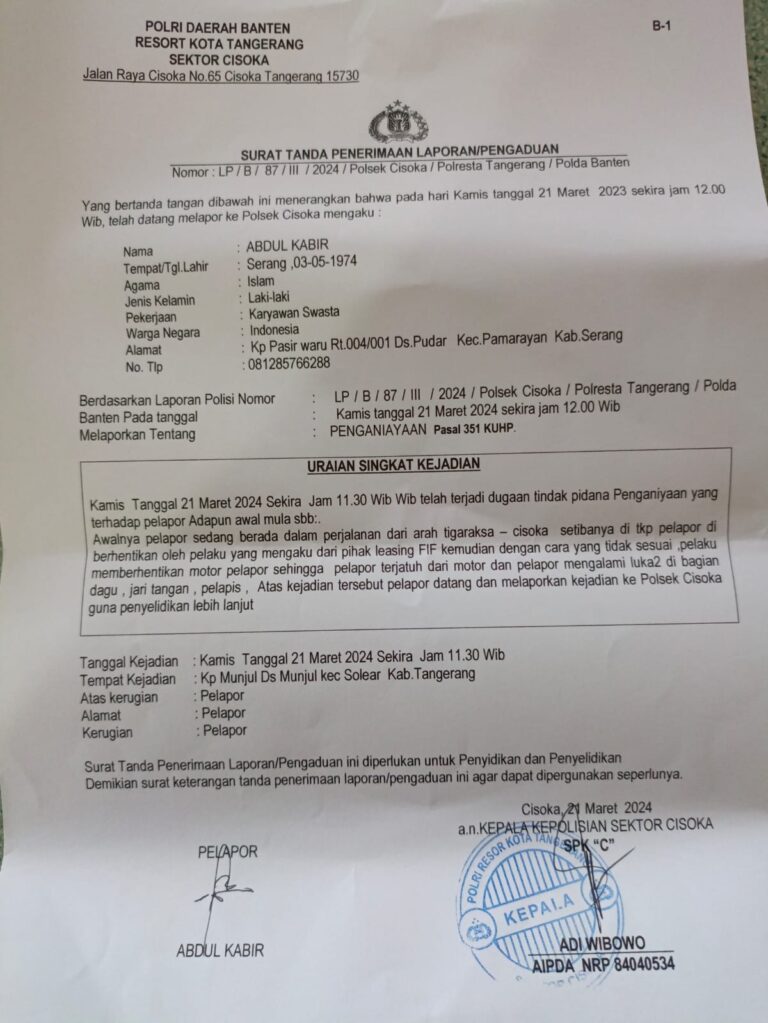 POLRI DAERAH BANTEN
RESORT KOTA TANGERANG
SEKTOR CISOKA
Jalan Raya Cisoka No.65 Cisoka Tangerang 15730
B-1
SURAT TANDA PENERIMAAN LAPORAN/PENGADUAN
Nomor : LP / B / 87 / III / 2024 / Polsek Cisoka / Polresta Tangerang / Polda Banten
Yang bertanda tangan dibawah ini menerangkan bahwa pada hari Kamis tanggal 21 Maret 2023 sekira jam 12.00
Wib, telah datang melapor ke Polsek Cisoka mengaku :
Nama : ABDUL KABIR
Tempat/Tgl.Lahir : Serang ,03-05-1974
Agama : Islam
Jenis Kelamin : Laki-laki
Pekerjaan : Karyawan Swasta
Warga Negara : Indonesia
Alamat : Kp Pasir waru Rt.004/001 Ds.Pudar Kec.Pamarayan Kab.Serang
No. Tlp : 081285766288
Berdasarkan Laporan Polisi Nomor : LP / B / 87 / III / 2024 / Polsek Cisoka / Polresta Tangerang / Polda
Banten Pada tanggal : Kamis tanggal 21 Maret 2024 sekira jam 12.00 Wib
Melaporkan Tentang : PENGANIAYAAN Pasal 351 KUHP.
URAIAN SINGKAT KEJADIAN
Kamis Tanggal 21 Maret 2024 Sekira Jam 11.30 Wib Wib telah terjadi dugaan tindak pidana Penganiyaan yang
terhadap pelapor Adapun awal mula sbb:.
Awalnya pelapor sedang berada dalam perjalanan dari arah tigaraksa – cisoka setibanya di tkp pelapor di
berhentikan oleh pelaku yang mengaku dari pihak leasing FIF kemudian dengan cara yang tidak sesuai ,pelaku
memberhentikan motor pelapor sehingga pelapor terjatuh dari motor dan pelapor mengalami luka2 di bagian
dagu , jari tangan , pelapis , Atas kejadian tersebut pelapor datang dan melaporkan kejadian ke Polsek Cisoka
guna penyelidikan lebih lanjut
Tanggal Kejadian : Kamis Tanggal 21 Maret 2024 Sekira Jam 11.30 Wib
Tempat Kejadian : Kp Munjul Ds Munjul kec Solear Kab.Tangerang
Atas kerugian : Pelapor
Alamat : Pelapor
Kerugian : Pelapor
Surat Tanda Penerimaan Laporan/Pengaduan ini diperlukan untuk Penyidikan dan Penyelidikan
Demikian surat keterangan tanda penerimaan laporan/pengaduan ini agar dapat dipergunakan seperlunya.
Cisoka, 21 Maret 2024
a.n.KEPALA KEPOLISIAN SEKTOR CISOKA
SPK “C”
PELAPOR
POLRI RESOR KOTA
KEPALA
ABDUL KABIR
ADI WIBOWO
AIPDA NRP 84040534